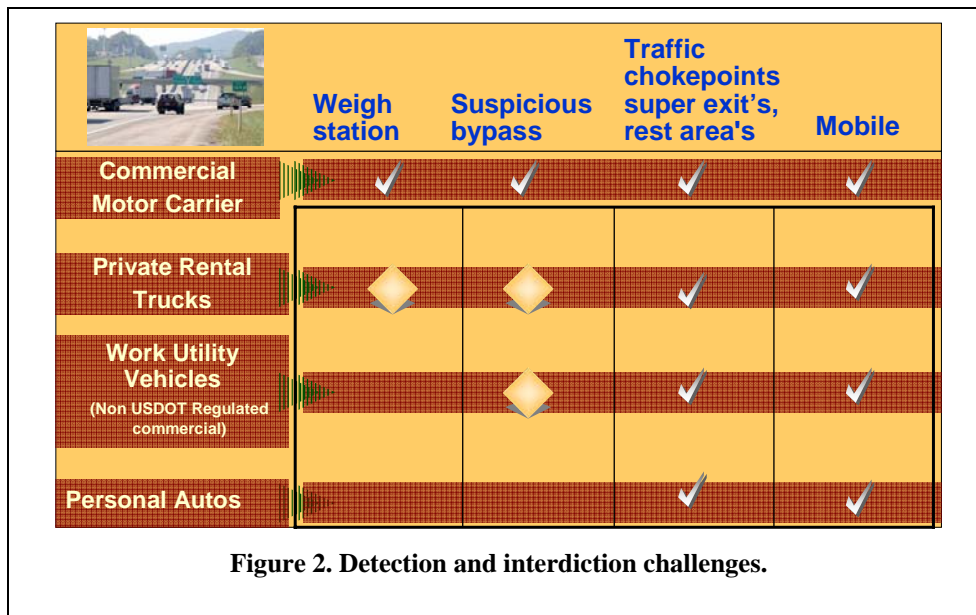 Weigh
station
Suspicious
bypass
Traffic
chokepoints
super exit's,
rest area's
Mobile
Commercial
Motor Carrier
Private Rental
Trucks
Work Utility
Vehicles
(Non USDOT Regulated
commercial)
Personal Autos
Figure 2. Detection and interdiction challenges.